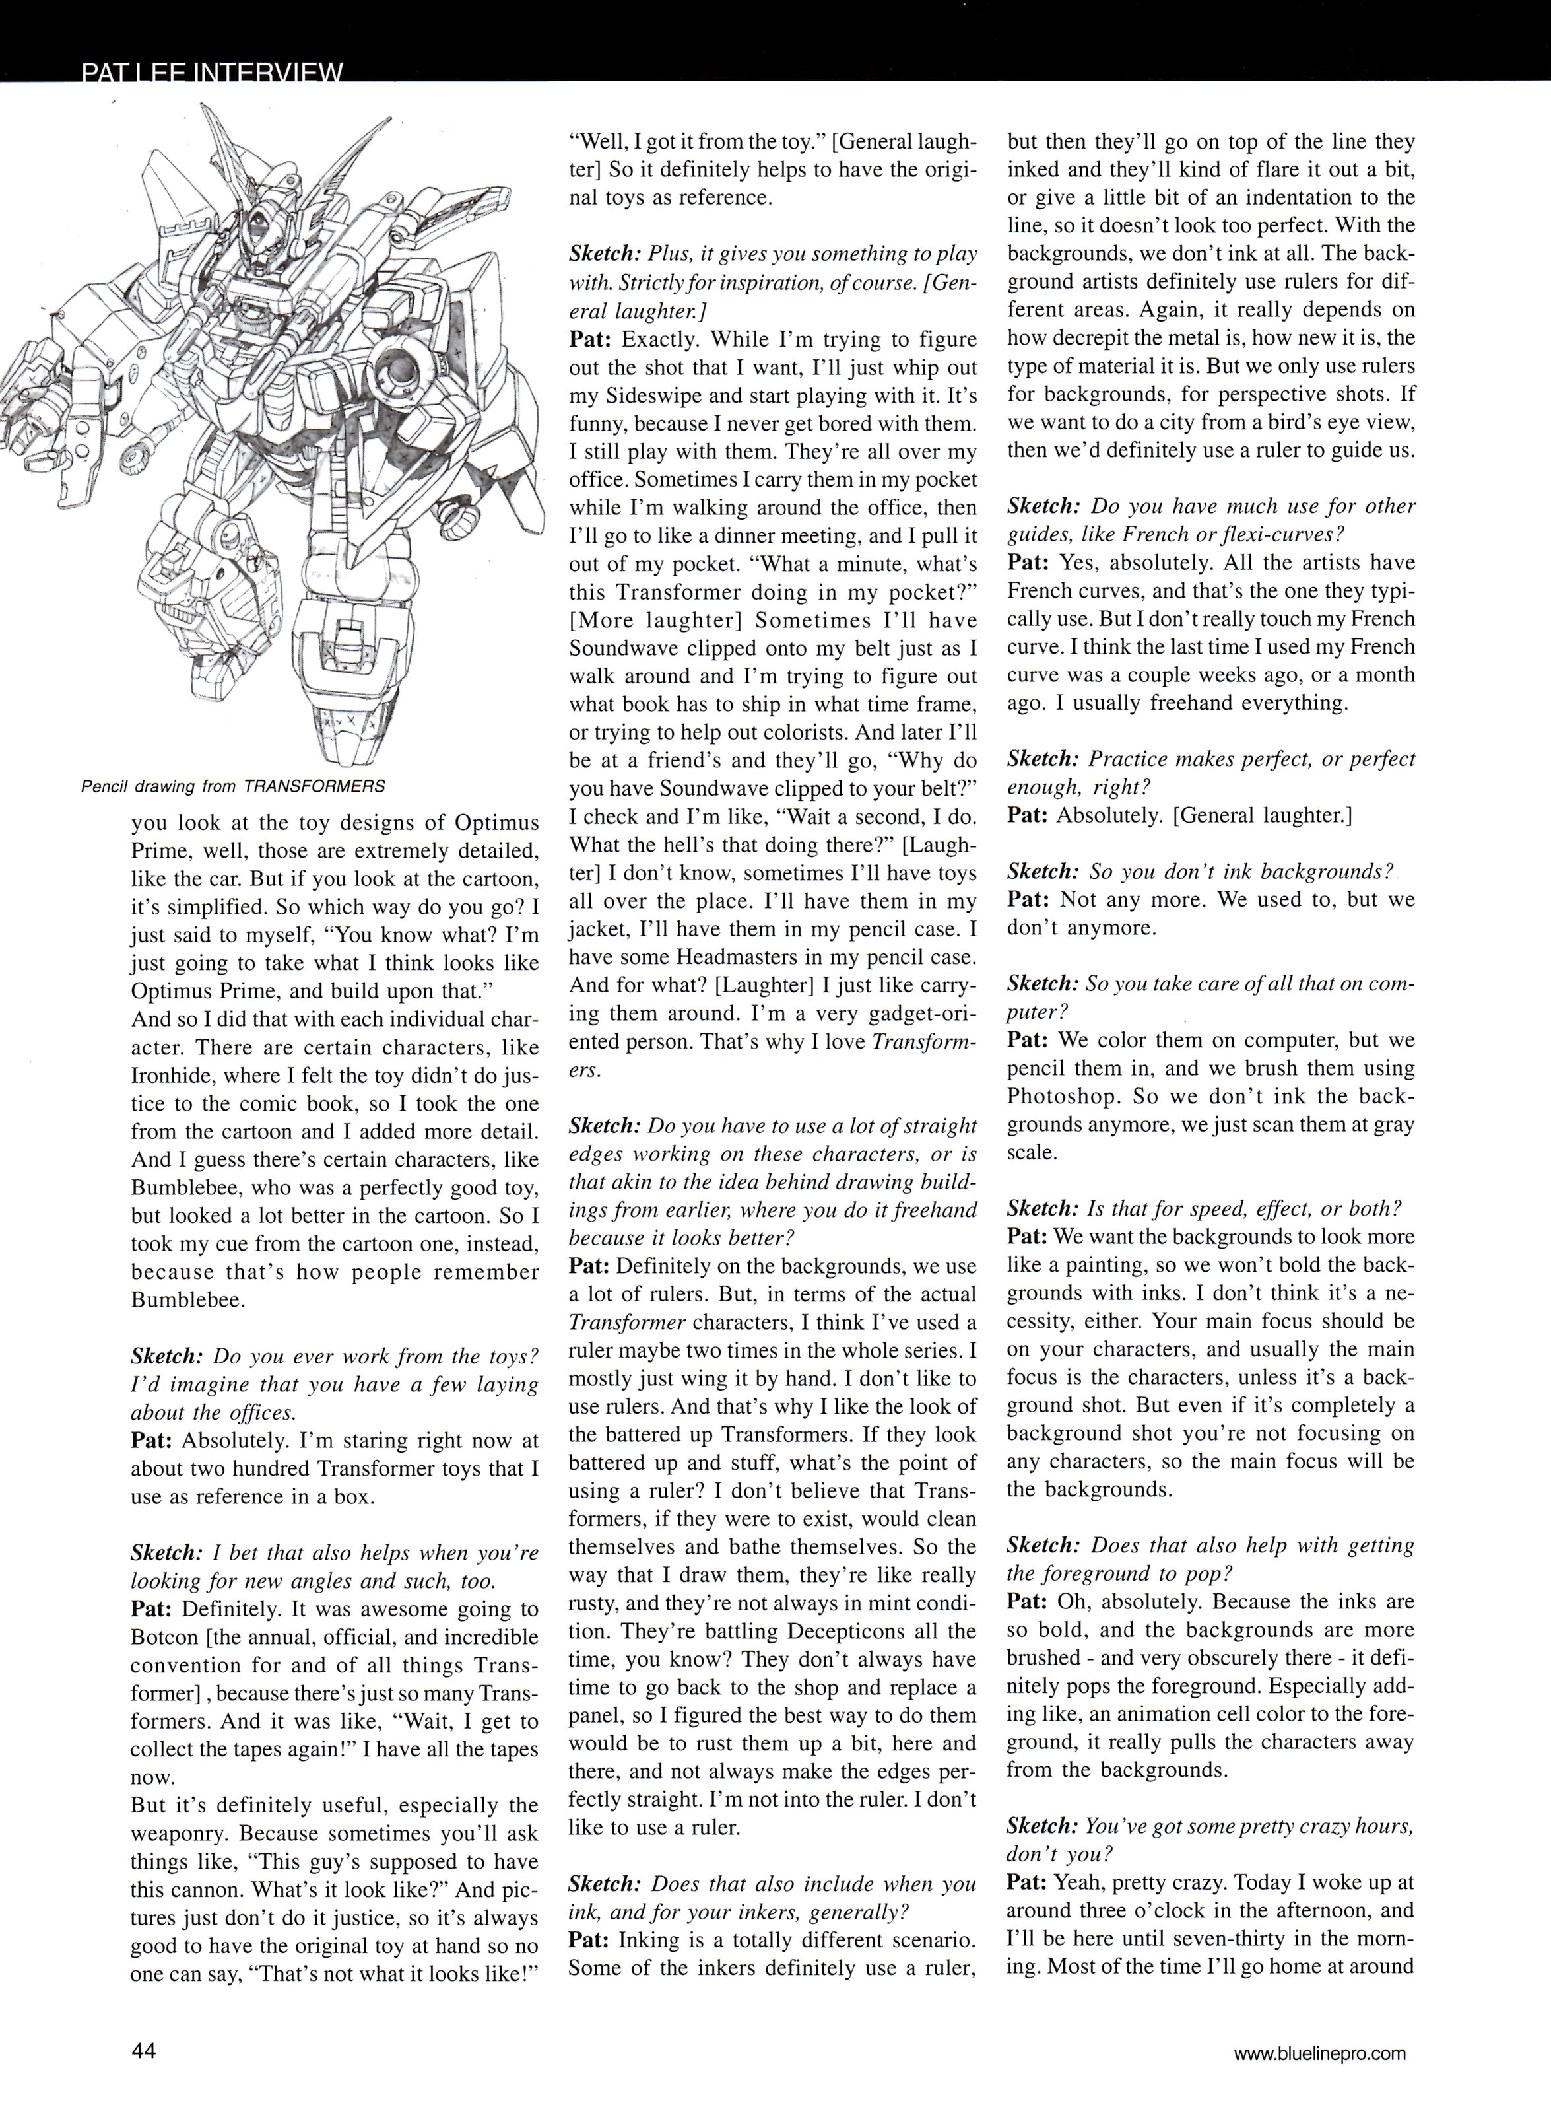 PAT LEE INTERVIEW
Pencil drawing from TRANSFORMERS
you look at the toy designs of Optimus
Prime, well, those are extremely detailed,
like the car. But if you look at the cartoon,
it's simplified. So which way do you go? I
just said to myself, “You know what? I'm
just going to take what I think looks like
Optimus Prime, and build upon that.”
And so I did that with each individual char-
acter. There are certain characters, like
Ironhide, where I felt the toy didn't do jus-
tice to the comic book, so I took the one
from the cartoon and I added more detail.
And I guess there's certain characters, like
Bumblebee, who was a perfectly good toy,
but looked a lot better in the cartoon. So I
took my cue from the cartoon one, instead,
because that's how people remember
Bumblebee.
Sketch: Do you ever work from the toys?
I'd imagine that you have a few laying
about the offices.
Pat: Absolutely. I'm staring right now at
about two hundred Transformer toys that I
use as reference in a box.
Sketch: I bet that also helps when you're
looking for new angles and such, too.
Pat: Definitely. It was awesome going to
Botcon [the annual, official, and incredible
convention for and of all things Trans-
former] , because there's just so many Trans-
formers. And it was like, “Wait, I get to
collect the tapes again!” I have all the tapes
now.
But it's definitely useful, especially the
weaponry. Because sometimes you'll ask
things like, “This guy's supposed to have
this cannon. What's it look like?” And pic-
tures just don't do it justice, so it's always
good to have the original toy at hand so no
one can say, “That's not what it looks like!”
“Well, I got it from the toy.” [General laugh-
ter] So it definitely helps to have the origi-
nal toys as reference.
Sketch: Plus, it gives you something to play
with. Strictly for inspiration, of course. [Gen-
eral laughter.]
Pat: Exactly. While I'm trying to figure
out the shot that I want, I'll just whip out
my Sideswipe and start playing with it. It's
funny, because I never get bored with them.
I still play with them. They're all over my
office. Sometimes I carry them in my pocket
while I'm walking around the office, then
I'll go to like a dinner meeting, and I pull it
out of my pocket. “What a minute, what's
this Transformer doing in my pocket?”
[More laughter] Sometimes I'll have
Soundwave clipped onto my belt just as I
walk around and I'm trying to figure out
what book has to ship in what time frame,
or trying to help out colorists. And later I'll
be at a friend's and they'll go, “Why do
you have Soundwave clipped to your belt?”
I check and I'm like, “Wait a second, I do.
What the hell's that doing there?” [Laugh-
ter] I don't know, sometimes I'll have toys
all over the place. I'll have them in my
jacket, I'll have them in my pencil case. I
have some Headmasters in my pencil case.
And for what? [Laughter] I just like carry-
ing them around. I'm a very gadget-ori-
ented person. That's why I love Transform-
ers.
Sketch: Do you have to use a lot of straight
edges working on these characters, or is
that akin to the idea behind drawing build-
ings from earlier, where you do it freehand
because it looks better?
Pat: Definitely on the backgrounds, we use
a lot of rulers. But, in terms of the actual
Transformer characters, I think I've used a
ruler maybe two times in the whole series. I
mostly just wing it by hand. I don't like to
use rulers. And that's why I like the look of
the battered up Transformers. If they look
battered up and stuff, what's the point of
using a ruler? I don't believe that Trans-
formers, if they were to exist, would clean
themselves and bathe themselves. So the
way that I draw them, they're like really
rusty, and they're not always in mint condi-
tion. They're battling Decepticons all the
time, you know? They don't always have
time to go back to the shop and replace a
panel, so I figured the best way to do them
would be to rust them up a bit, here and
there, and not always make the edges per-
fectly straight. I'm not into the ruler. I don't
like to use a ruler.
Sketch: Does that also include when you
ink, and for your inkers, generally?
Pat: Inking is a totally different scenario.
Some of the inkers definitely use a ruler,
but then they'll go on top of the line they
inked and they'll kind of flare it out a bit,
or give a little bit of an indentation to the
line, so it doesn't look too perfect. With the
backgrounds, we don't ink at all. The back-
ground artists definitely use rulers for dif-
ferent areas. Again, it really depends on
how decrepit the metal is, how new it is, the
type of material it is. But we only use rulers
for backgrounds, for perspective shots. If
we want to do a city from a bird's eye view,
then we'd definitely use a ruler to guide us.
Sketch: Do you have much use for other
guides, like French or flexi-curves?
Pat: Yes, absolutely. All the artists have
French curves, and that's the one they typi-
cally use. But I don't really touch my French
curve. I think the last time I used my French
curve was a couple weeks ago, or a month
ago. I usually freehand everything.
Sketch: Practice makes perfect, or perfect
enough, right?
Pat: Absolutely. [General laughter.]
Sketch: So you don't ink backgrounds?
Pat: Not any more. We used to, but we
don't anymore.
Sketch: So you take care of all that on com-
puter?
Pat: We color them on computer, but we
pencil them in, and we brush them using
Photoshop. So we don't ink the back-
grounds anymore, we just scan them at gray
scale.
Sketch: Is that for speed, effect, or both?
Pat: We want the backgrounds to look more
like a painting, so we won't bold the back-
grounds with inks. I don't think it's a ne-
cessity, either. Your main focus should be
on your characters, and usually the main
focus is the characters, unless it's a back-
ground shot. But even if it's completely a
background shot you're not focusing on
any characters, so the main focus will be
the backgrounds.
Sketch: Does that also help with getting
the foreground to pop?
Pat: Oh, absolutely. Because the inks are
so bold, and the backgrounds are more
brushed - and very obscurely there - it defi-
nitely pops the foreground. Especially add-
ing like, an animation cell color to the fore-
ground, it really pulls the characters away
from the backgrounds.
Sketch: You've got some pretty crazy hours,
don't you?
Pat: Yeah, pretty crazy. Today I woke up at
around three o'clock in the afternoon, and
I'll be here until seven-thirty in the morn-
ing. Most of the time I'll go home at around
44
www.bluelinepro.com